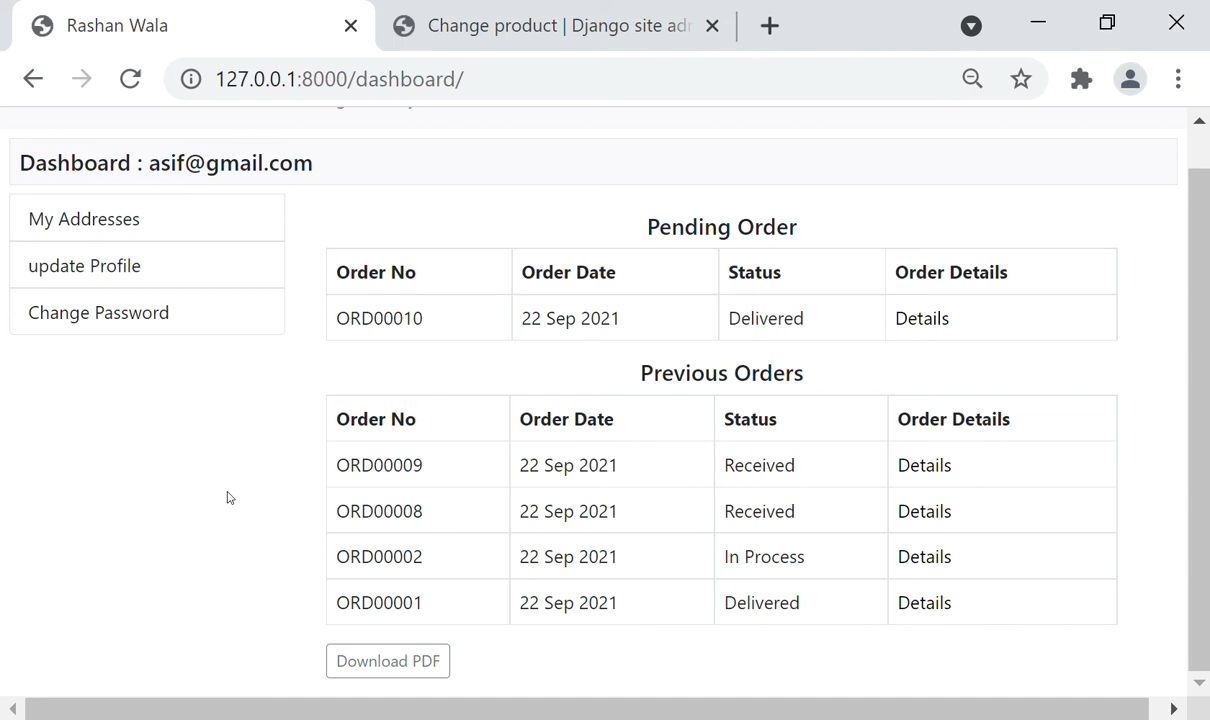 Rashan Wala
Change product | Django site adr
127.0.0.1:8000/dashboard/
Dashboard : asif@gmail.com
My Addresses
update Profile
Change Password
Pending Order
Order No Order Date Status Order Details
ORD00010 22 Sep 2021 Delivered Details
Previous Orders
Order No Order Date Status Order Details
ORD00009 22 Sep 2021 Received Details
ORD00008 22 Sep 2021 Received Details
ORD00002 22 Sep 2021 In Process Details
ORD00001 22 Sep 2021 Delivered Details
Download PDF